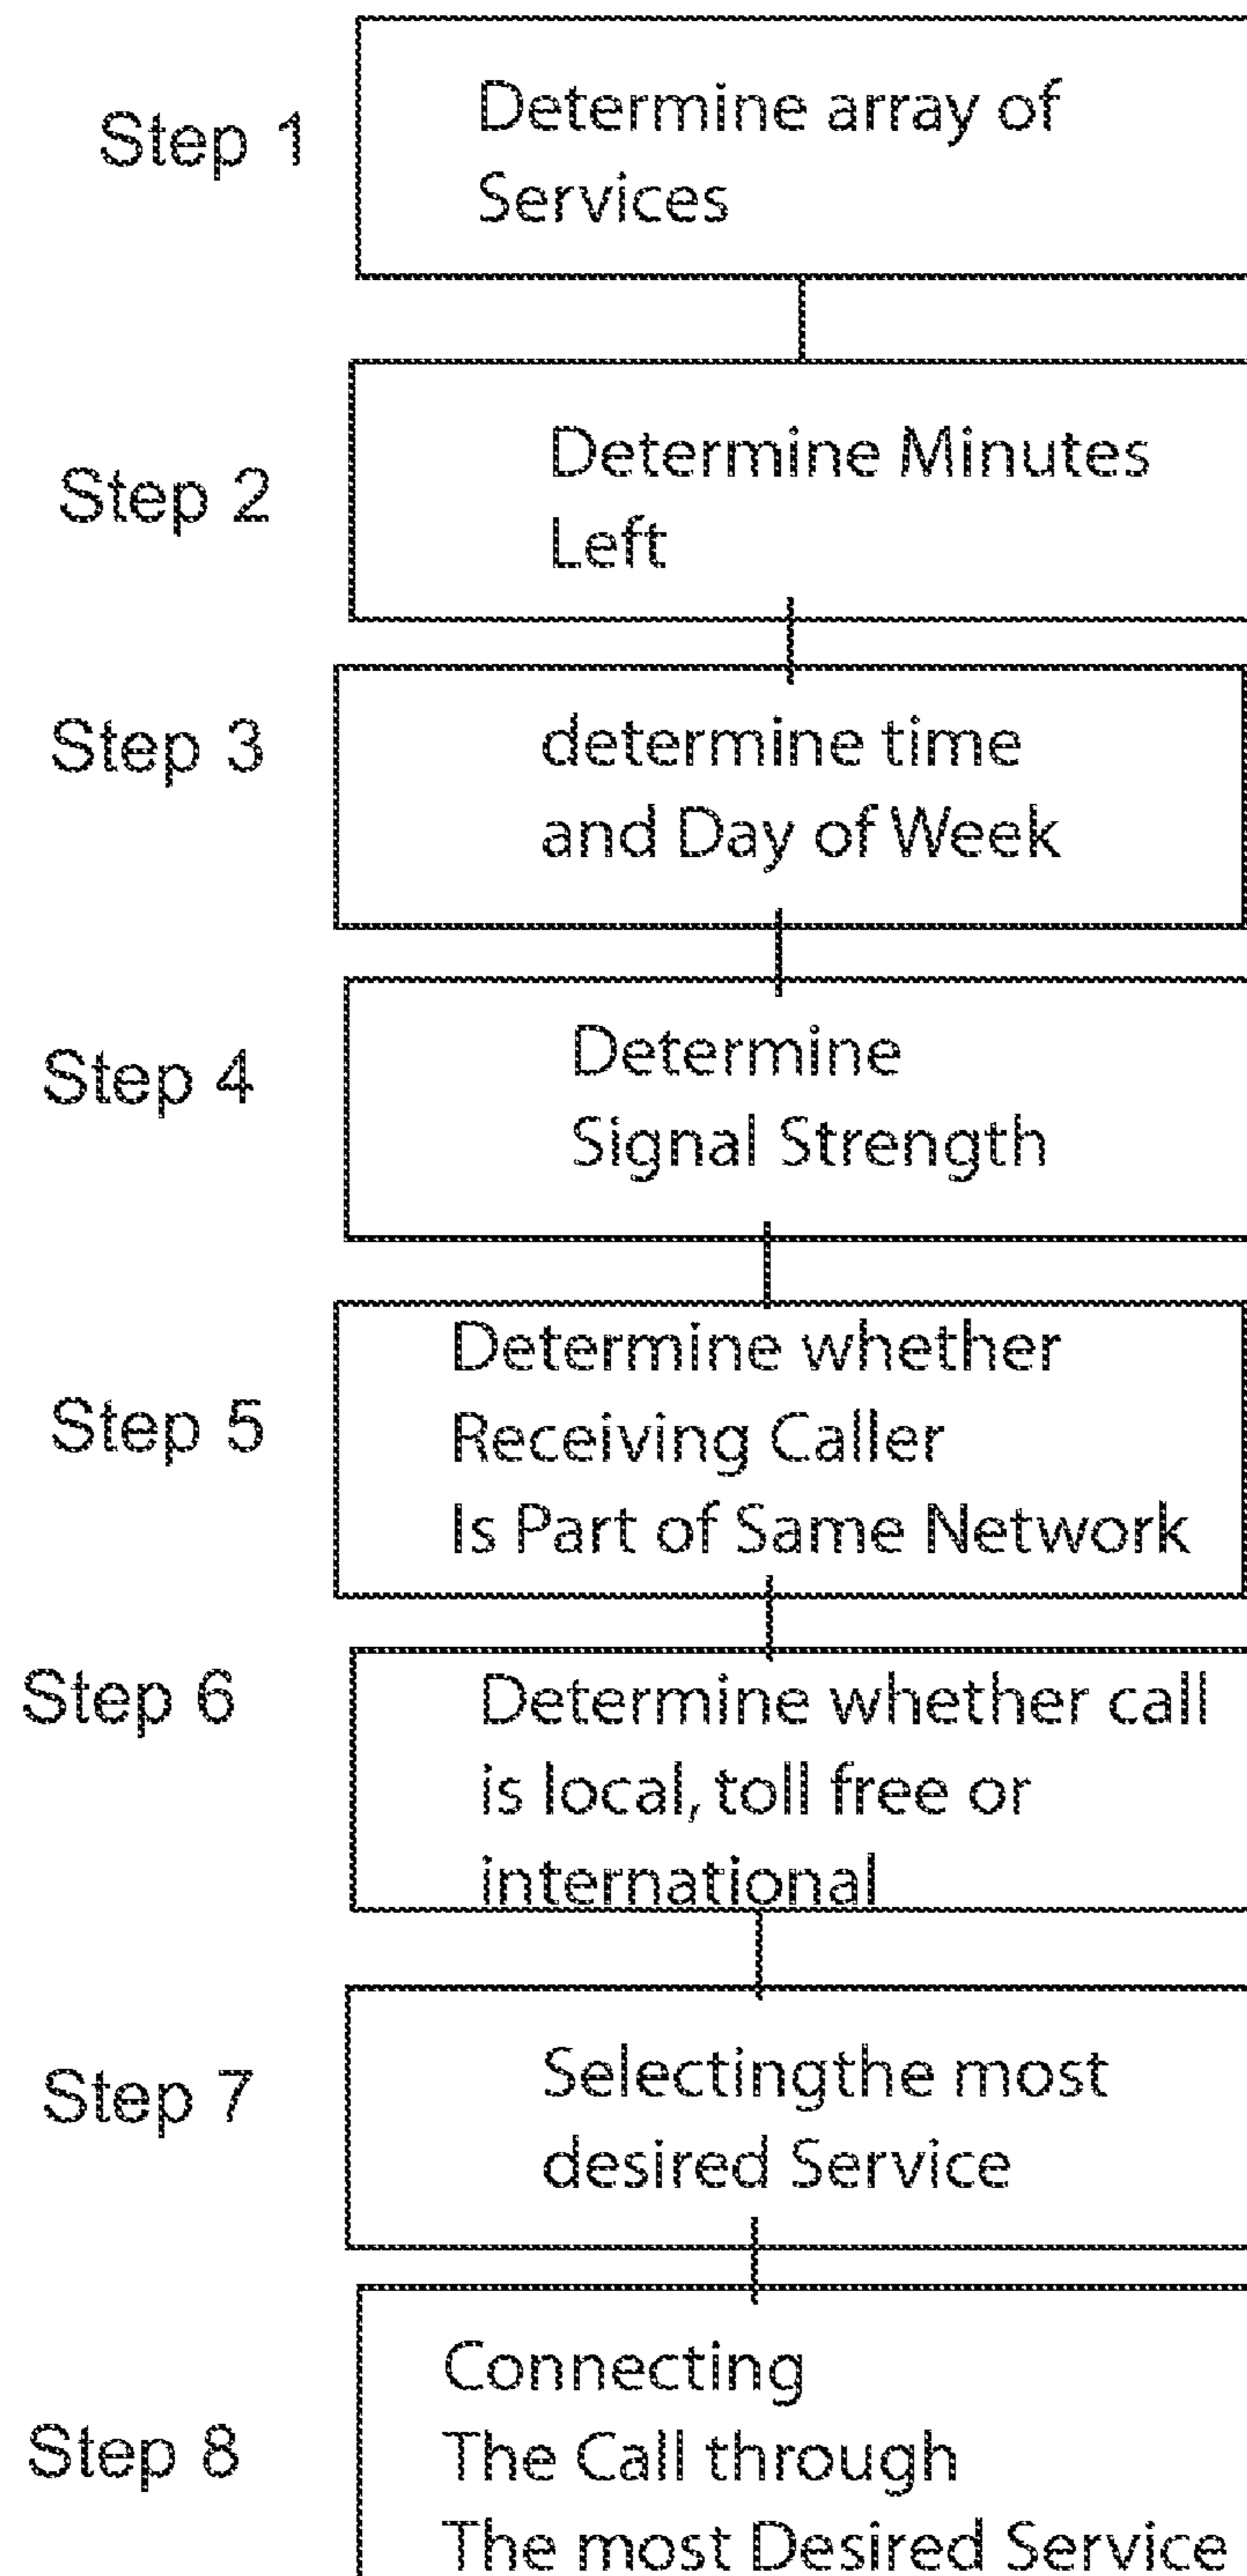 Step 1
Determine array of
Services
Step 2
Determine Minutes
Left
Step 3
determine time
and Day of Week
Step 4
Determine
Signal Strength
Step 5
Determine whether
Receiving Caller
Is Part of Same Network
Step 6
Determine whether call
is local, toll free or
international
Step 7
Selectingthe most
desired Service
Step 8
Connecting
The Call through
The most Desired Service